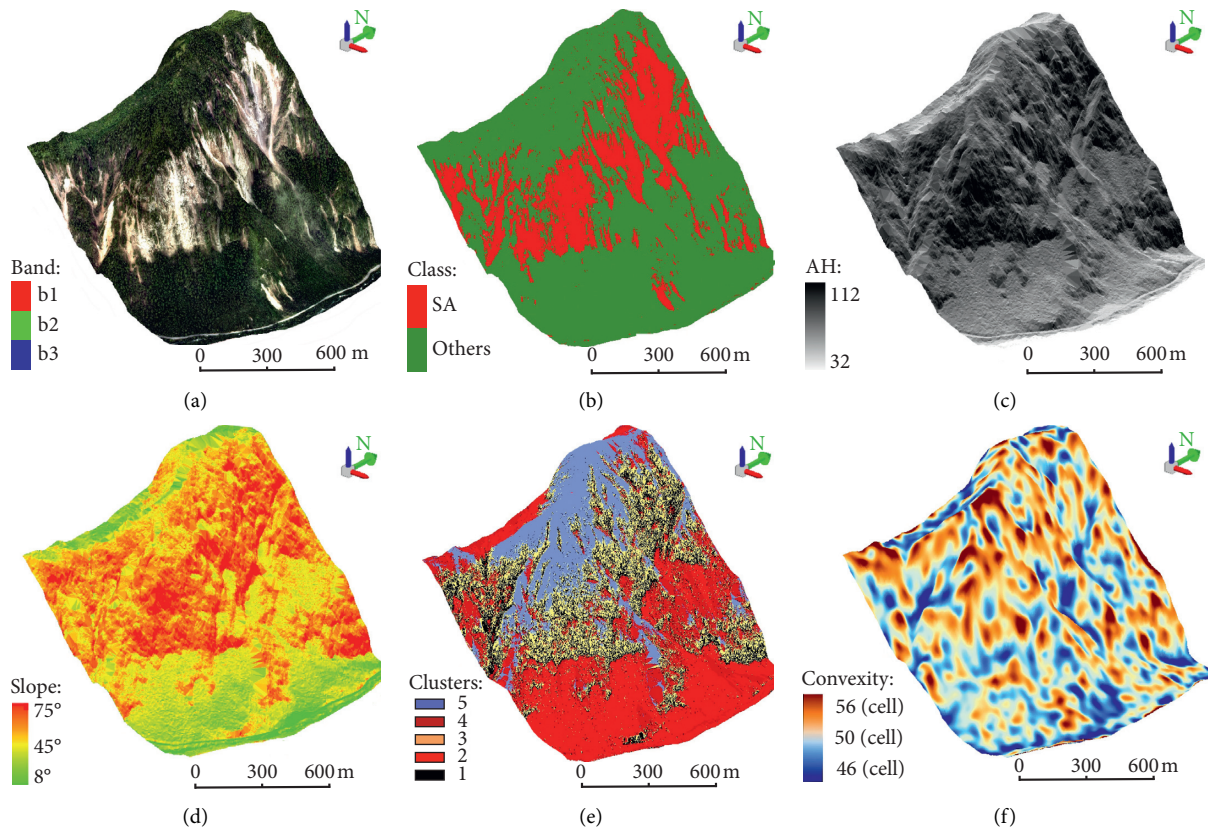 N
Band:
b1
b2
b3
0 300 600 m
(a)
N
Class:
SA
Others
0 300 600 m
(b)
N
AH:
112
32
0 300 600 m
(c)
N
Slope:
75°
45°
8°
0 300 600 m
(d)
N
Clusters:
5
4
3
2
1
0 300 600 m
(e)
N
Convexity:
56 (cell)
50 (cell)
46 (cell)
0 300 600 m
(f)